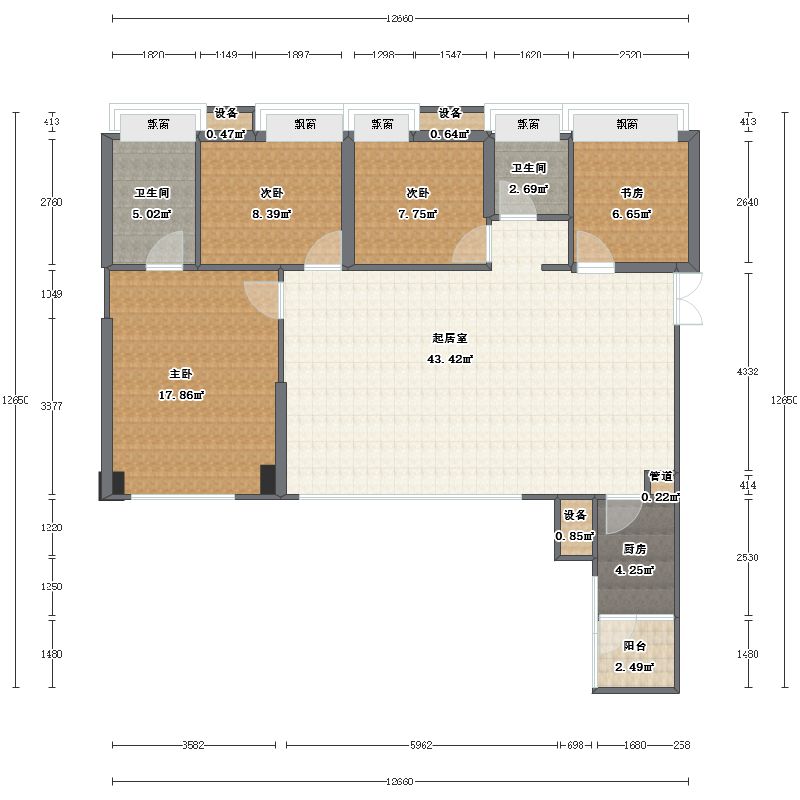 12660
1820 1149 1897 1298 1547 1620 2520
413 飘窗 设备 飘窗 飘窗 设备 飘窗 飘窗 413
0.47㎡ 0.64㎡
2760 卫生间 次卧 次卧 卫生间 书房 2640
5.02㎡ 8.39㎡ 7.75㎡ 2.69㎡ 6.65㎡
1049
起居室
43.42㎡
主卧 4332
17.86㎡
12650 3877 12650
管道 414
0.22㎡
设备
1220 0.85㎡
厨房 2530
4.25㎡
1250
阳台
1480 2.49㎡ 1480
3582 5962 698 1680 258
12660